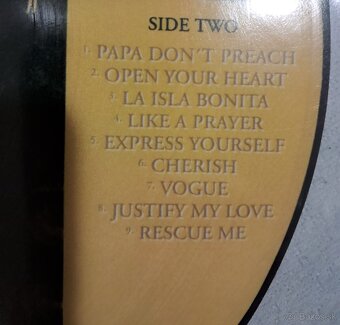 SIDE TWO
1. PAPA DON'T PREACH
2. OPEN YOUR HEART
3. LA ISLA BONITA
4. LIKE A PRAYER
5. EXPRESS YOURSELF
6. CHERISH
7. VOGUE
8. JUSTIFY MY LOVE
9. RESCUE ME